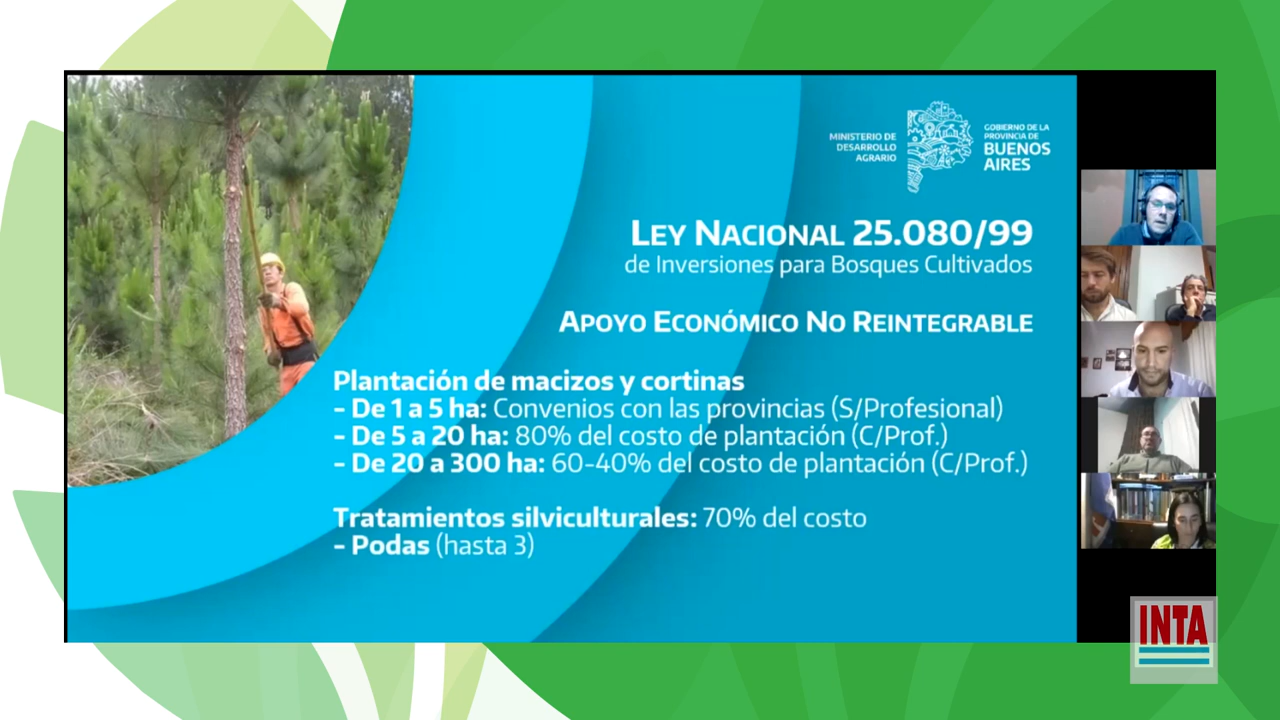 MINISTERIO DE
DESARROLLO
AGRARIO
GOBIERNO DE LA
PROVINCIA DE
BUENOS
AIRES
LEY NACIONAL 25.080/99
de Inversiones para Bosques Cultivados
APOYO ECONÓMICO NO REINTEGRABLE
Plantación de macizos y cortinas
- De 1 a 5 ha: Convenios con las provincias (S/Profesional)
- De 5 a 20 ha: 80% del costo de plantación (C/Prof.)
- De 20 a 300 ha: 60-40% del costo de plantación (C/Prof.)
Tratamientos silviculturales: 70% del costo
- Podas (hasta 3)
INTA